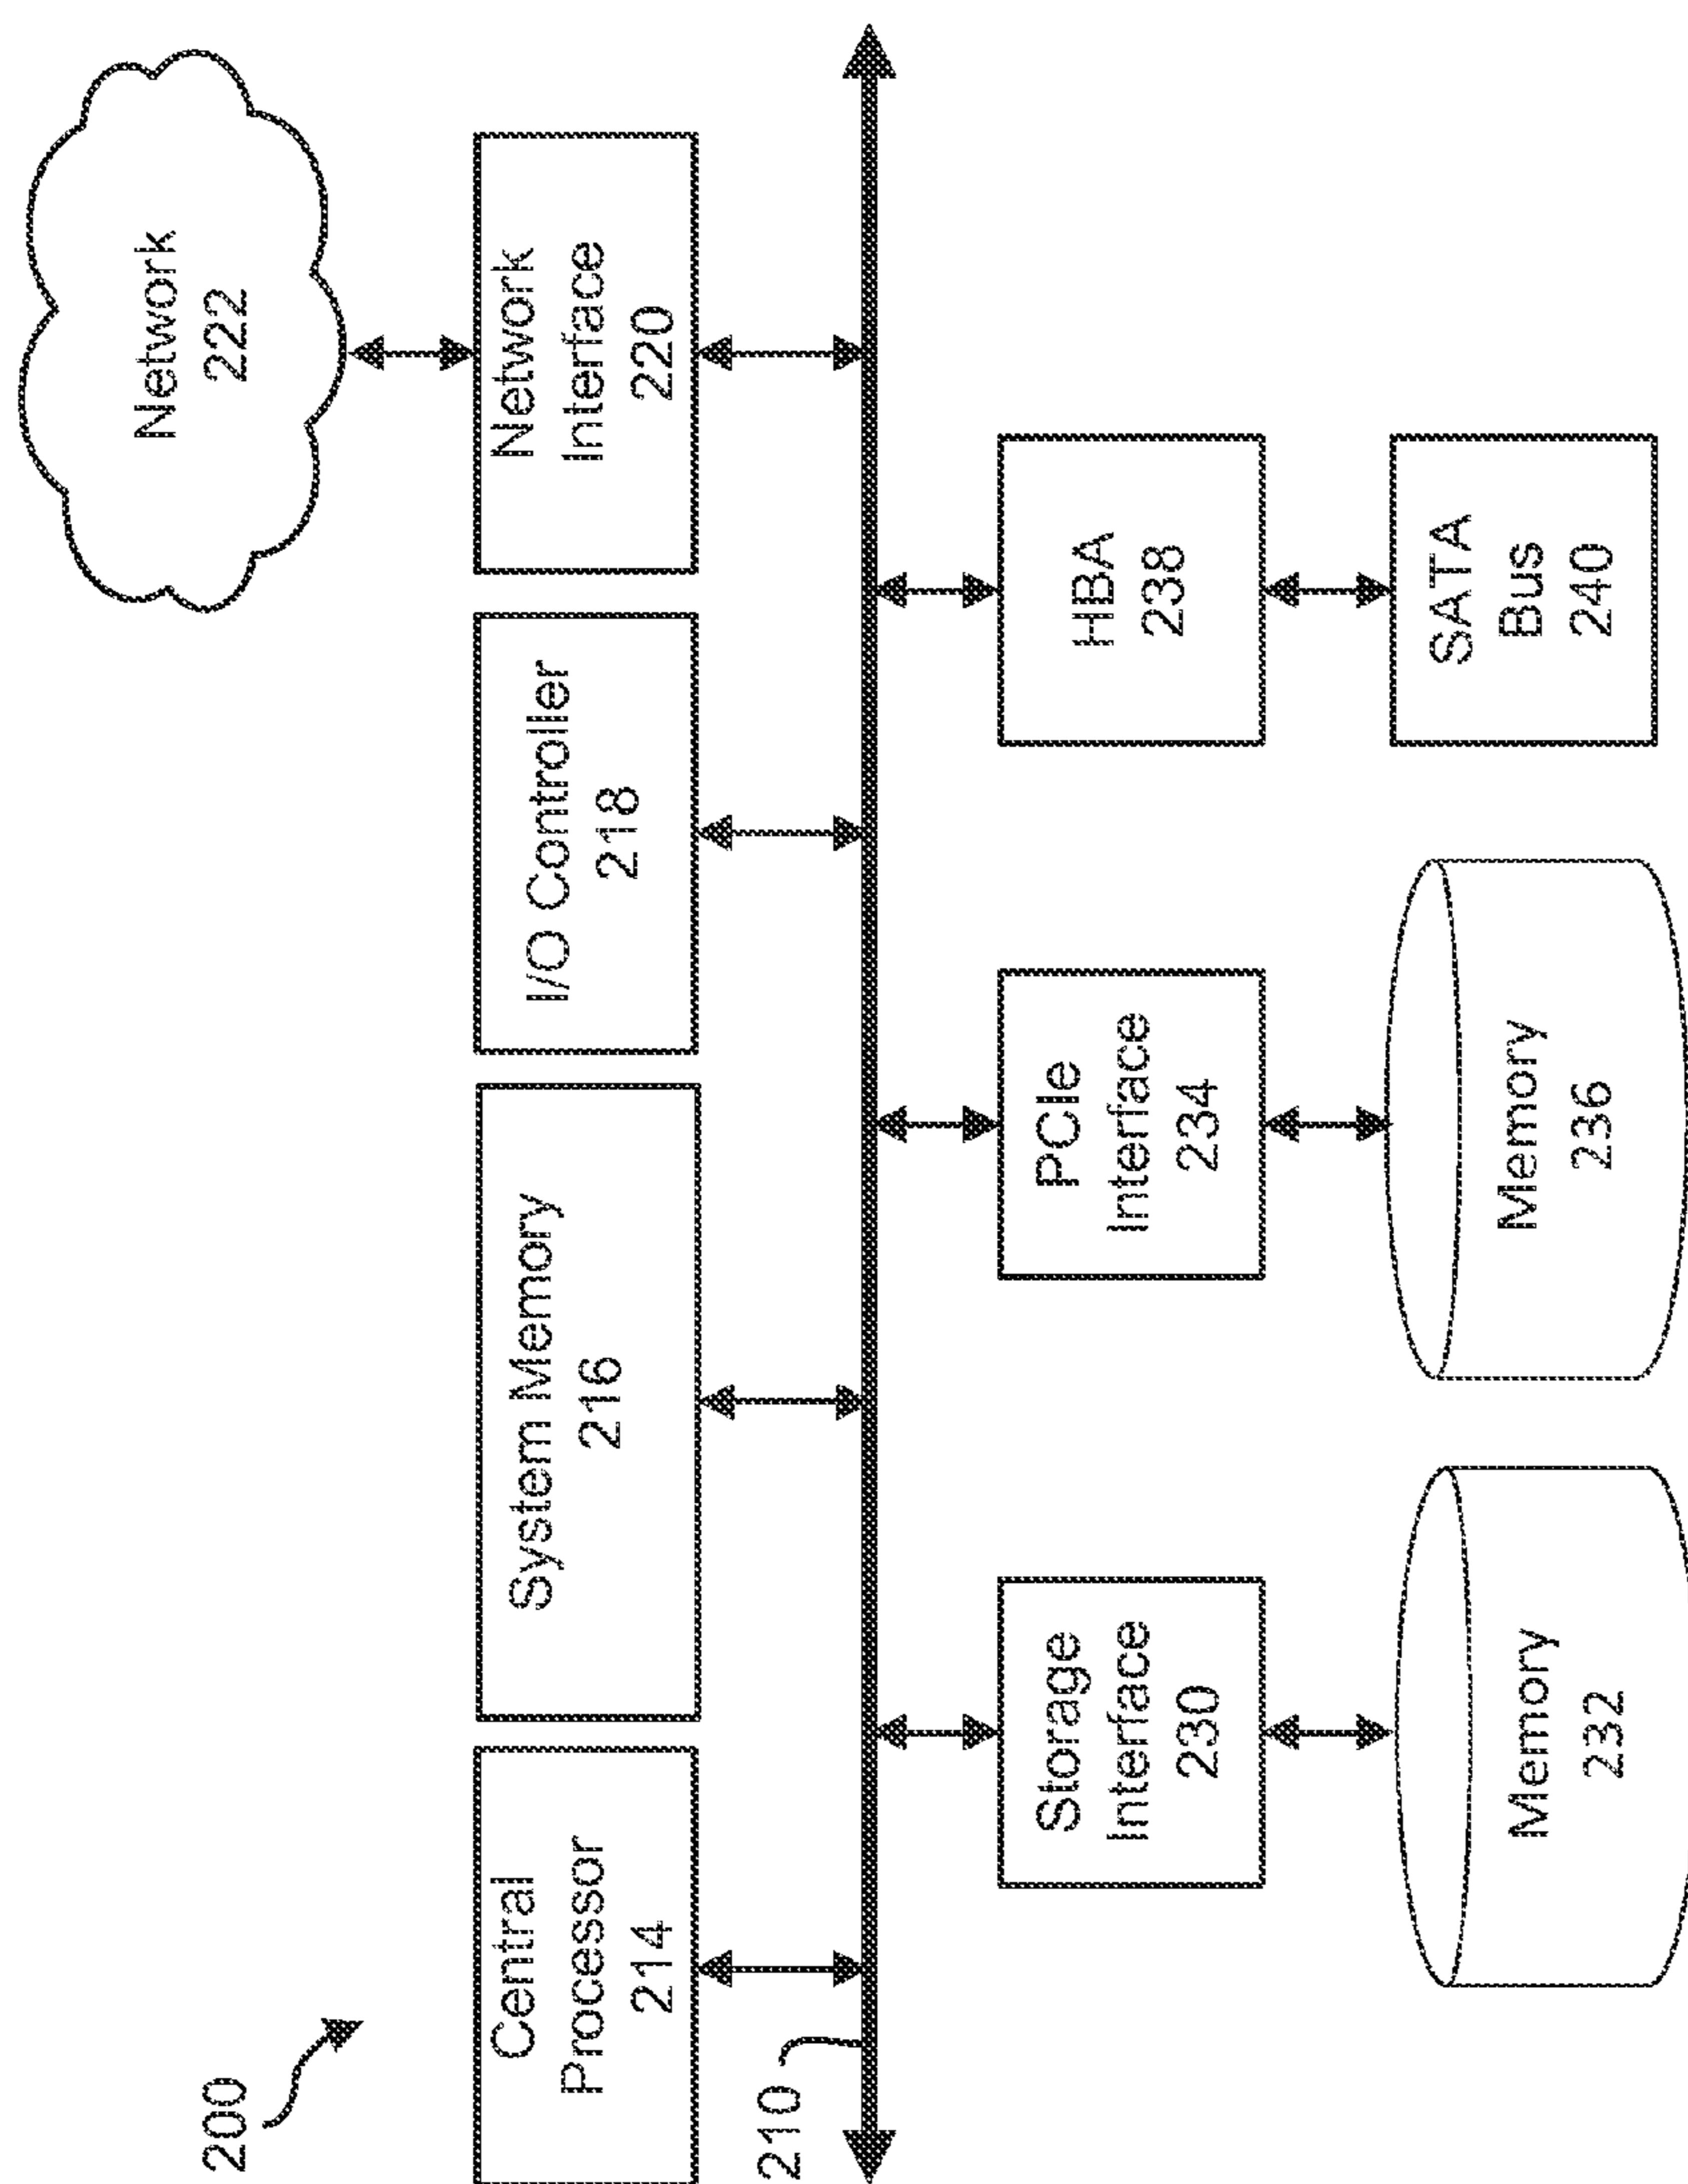 200
Central
Processor
214
System Memory
216
I/O Controller
218
Network
Interface
220
Network
222
210
Storage
Interface
230
PCIe
Interface
234
HBA
238
Memory
232
Memory
236
SATA
Bus
240